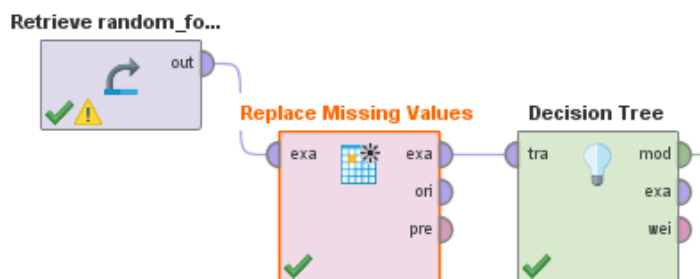 Retrieve random_fo...
out
Replace Missing Values
Decision Tree
exa
exa
ori
pre
tra
mod
exa
wei